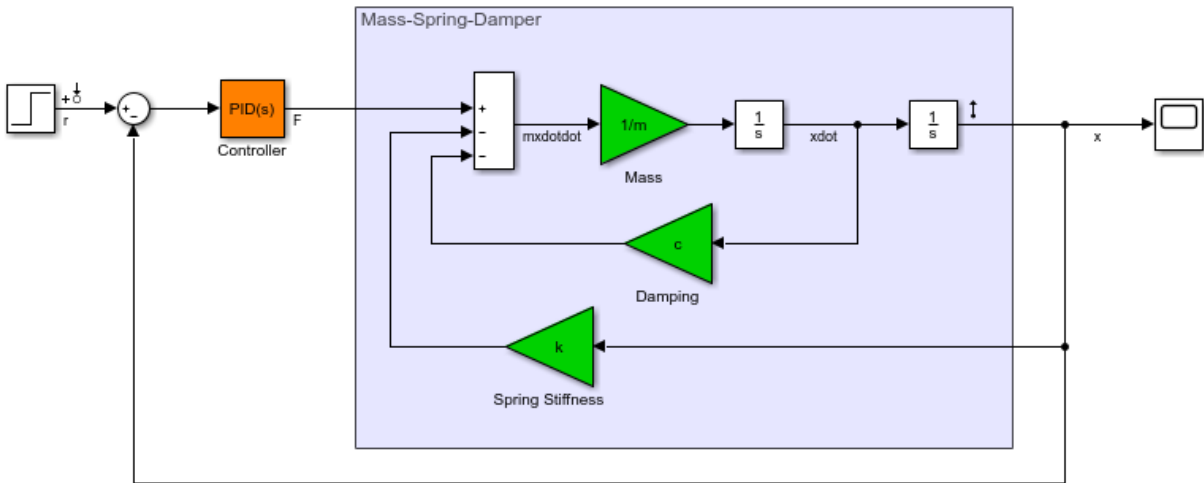 Mass-Spring-Damper
+
r
+
−
PID(s)
Controller
F
+
−
−
mxdotdot
1/m
Mass
1
s
xdot
1
s
x
c
Damping
k
Spring Stiffness